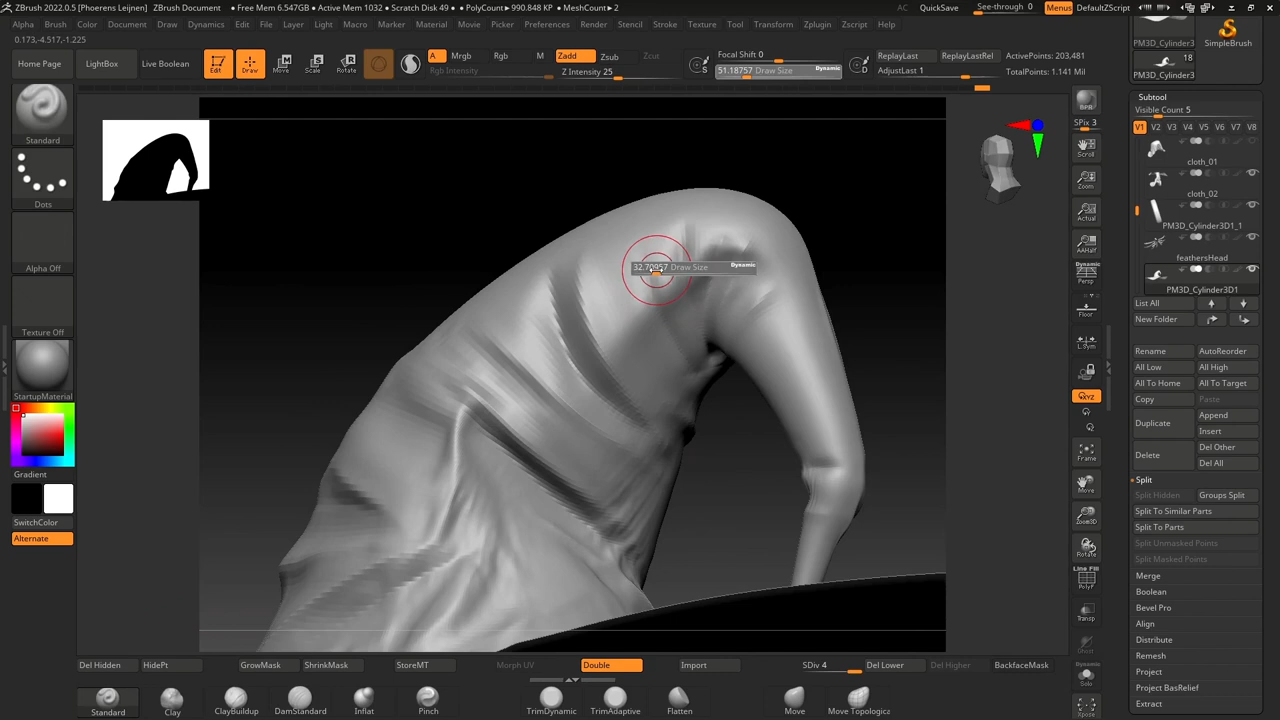 ZBrush 2022.0.5 [Phoerens Leijnen]   ZBrush Document   • Free Mem 6.547GB • Active Mem 1032 • Scratch Disk 49 • • PolyCount• 990.848 KP • MeshCount• 2
AC QuickSave See-through 0 Menus DefaultZScript
Alpha Brush Color Document Draw Dynamics Edit File Layer Light Macro Marker Material Movie Picker Preferences Render Stencil Stroke Texture Tool Transform Zplugin Zscript Help
0.173,-4.517,-1.225
Home Page LightBox Live Boolean Edit Draw Move Scale Rotate
A Mrgb Rgb M Zadd Zsub Zcut
Rgb Intensity Z Intensity 25
Focal Shift 0
51.18757 Draw Size Dynamic
S D
ReplayLast ReplayLastRel ActivePoints: 203,481
AdjustLast 1 TotalPoints: 1.141 Mil
PM3D_Cylinder3
18
PM3D_Cylinder3
SimpleBrush
Standard
Dots
Alpha Off
Texture Off
StartupMaterial
Gradient
SwitchColor
Alternate
32.70957 Draw Size Dynamic
BPR
SPix 3
Scroll
Zoom
Actual
AAHalf
Dynamic
Persp
Floor
L.Sym
XYZ
Frame
Move
Zoom3D
Rotate
Line Fill
PolyF
Transp
Ghost
Dynamic
Solo
Xpose
Subtool
Visible Count 5
V1 V2 V3 V4 V5 V6 V7 V8
cloth_01
cloth_02
PM3D_Cylinder3D1_1
feathersHead
PM3D_Cylinder3D1
List All
New Folder
Rename AutoReorder
All Low All High
All To Home All To Target
Copy Paste
Duplicate Append
Insert
Delete Del Other
Del All
Split
Split Hidden Groups Split
Split To Similar Parts
Split To Parts
Split Unmasked Points
Split Masked Points
Merge
Boolean
Bevel Pro
Align
Distribute
Remesh
Project
Project BasRelief
Extract
Del Hidden HidePt GrowMask ShrinkMask StoreMT Morph UV Double Import SDiv 4 Del Lower Del Higher BackfaceMask
Standard Clay ClayBuildup DamStandard Inflat Pinch TrimDynamic TrimAdaptive Flatten Move Move Topologica